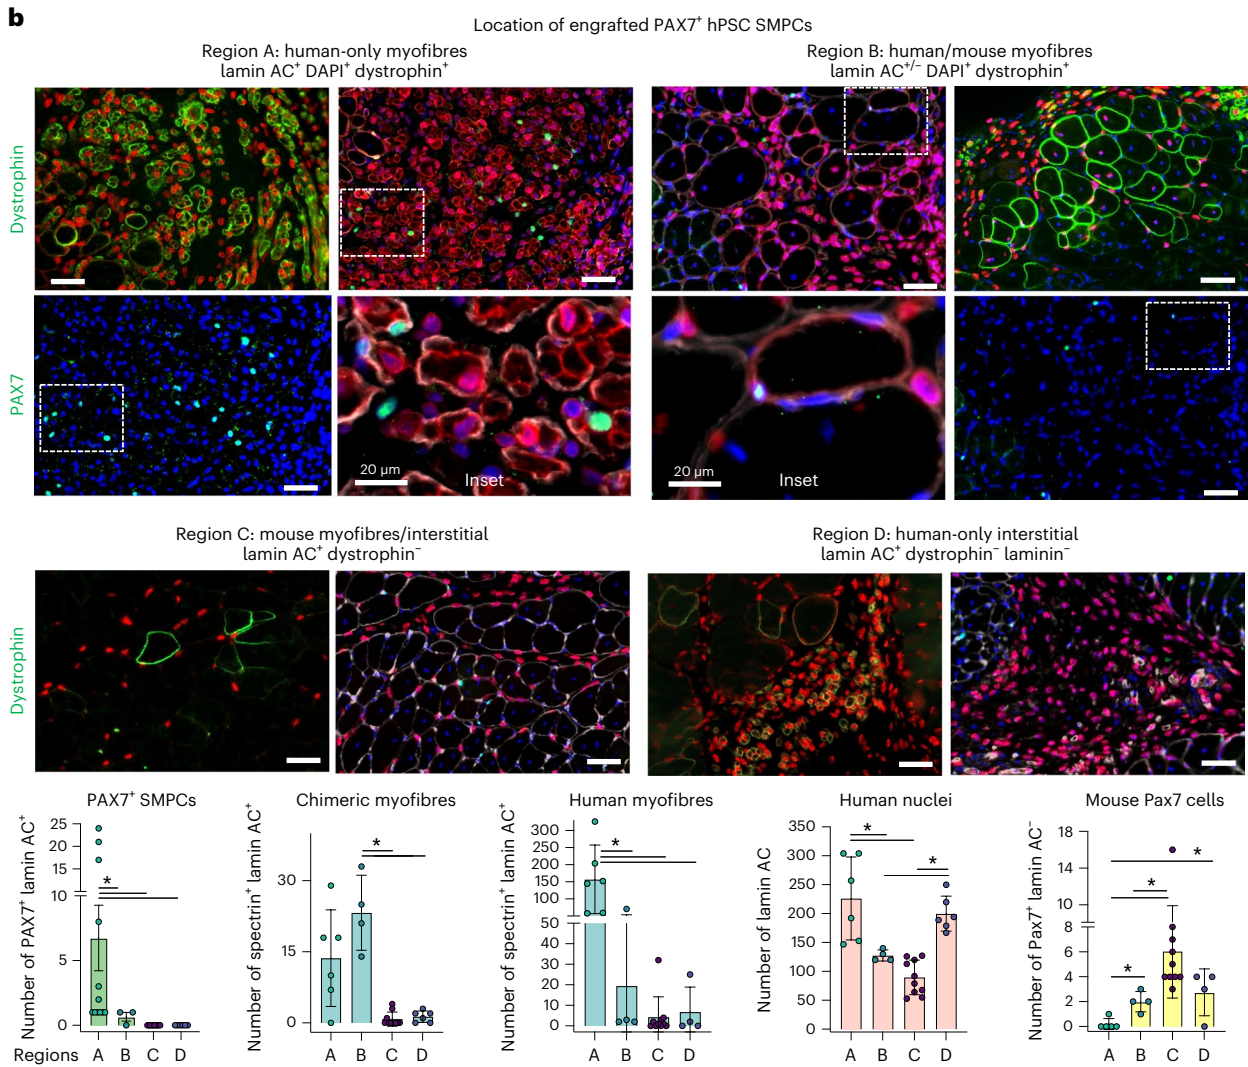 b
Location of engrafted PAX7⁺ hPSC SMPCs
Region A: human-only myofibres
lamin AC⁺ DAPI⁺ dystrophin⁺
Region B: human/mouse myofibres
lamin AC⁺/⁻ DAPI⁺ dystrophin⁺
Dystrophin
PAX7
20 µm
Inset
20 µm
Inset
Region C: mouse myofibres/interstitial
lamin AC⁺ dystrophin⁻
Region D: human-only interstitial
lamin AC⁺ dystrophin⁻ laminin⁻
Dystrophin
PAX7⁺ SMPCs
Number of PAX7⁺ lamin AC⁺
25
20
15
10
5
0
*
Regions
A B C D
Chimeric myofibres
Number of spectrin⁺ lamin AC⁺
30
15
0
*
A B C D
Human myofibres
Number of spectrin⁺ lamin AC⁺
300
250
200
150
100
50
40
30
20
10
0
*
A B C D
Human nuclei
Number of lamin AC
350
300
250
200
150
100
50
0
*
*
A B C D
Mouse Pax7 cells
Number of Pax7⁺ lamin AC⁻
18
14
10
8
6
4
2
0
*
*
*
A B C D